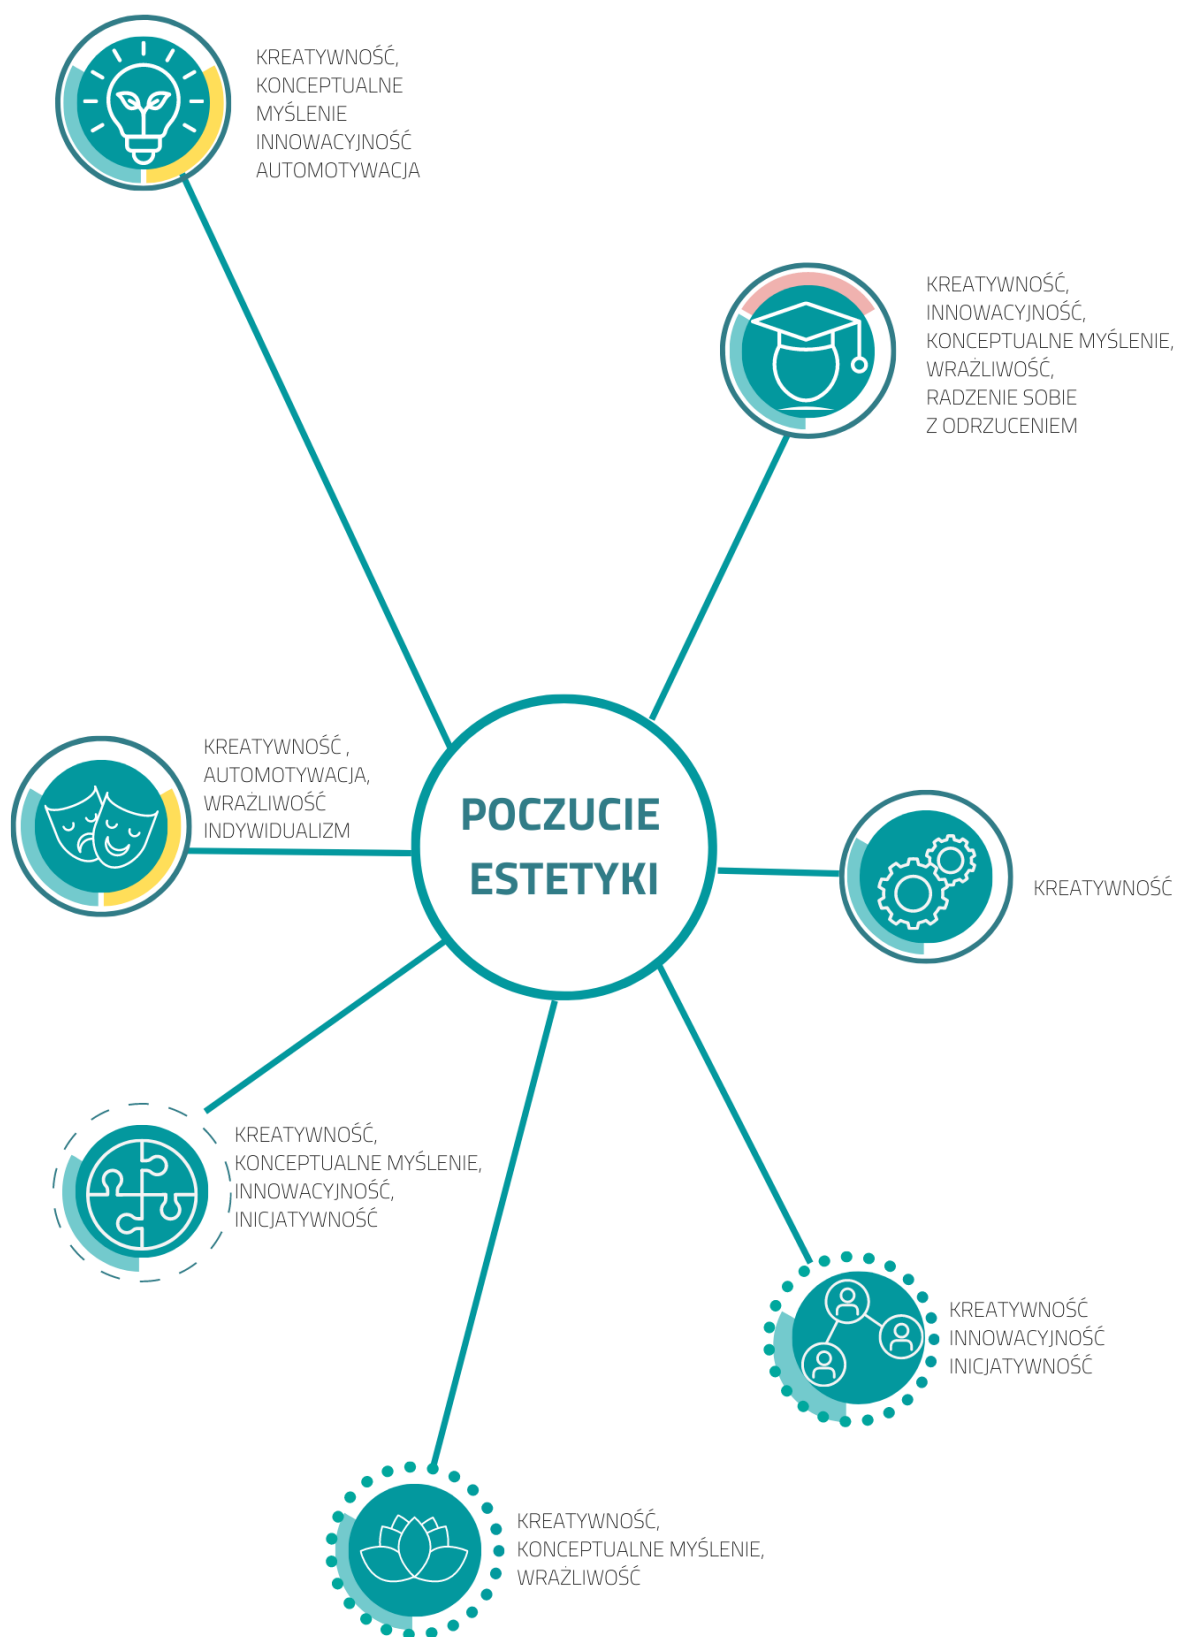 KREATYWNOŚĆ,
KONCEPTUALNE
MYŚLENIE
INNOWACYJNOŚĆ
AUTOMOTYWACJA
KREATYWNOŚĆ,
INNOWACYJNOŚĆ,
KONCEPTUALNE MYŚLENIE,
WRAŻLIWOŚĆ,
RADZENIE SOBIE
Z ODRZUCENIEM
KREATYWNOŚĆ ,
AUTOMOTYWACJA,
WRAŻLIWOŚĆ
INDYWIDUALIZM
POCZUCIE
ESTETYKI
KREATYWNOŚĆ
KREATYWNOŚĆ,
KONCEPTUALNE MYŚLENIE,
INNOWACYJNOŚĆ,
INICJATYWNOŚĆ
KREATYWNOŚĆ
INNOWACYJNOŚĆ
INICJATYWNOŚĆ
KREATYWNOŚĆ,
KONCEPTUALNE MYŚLENIE,
WRAŻLIWOŚĆ